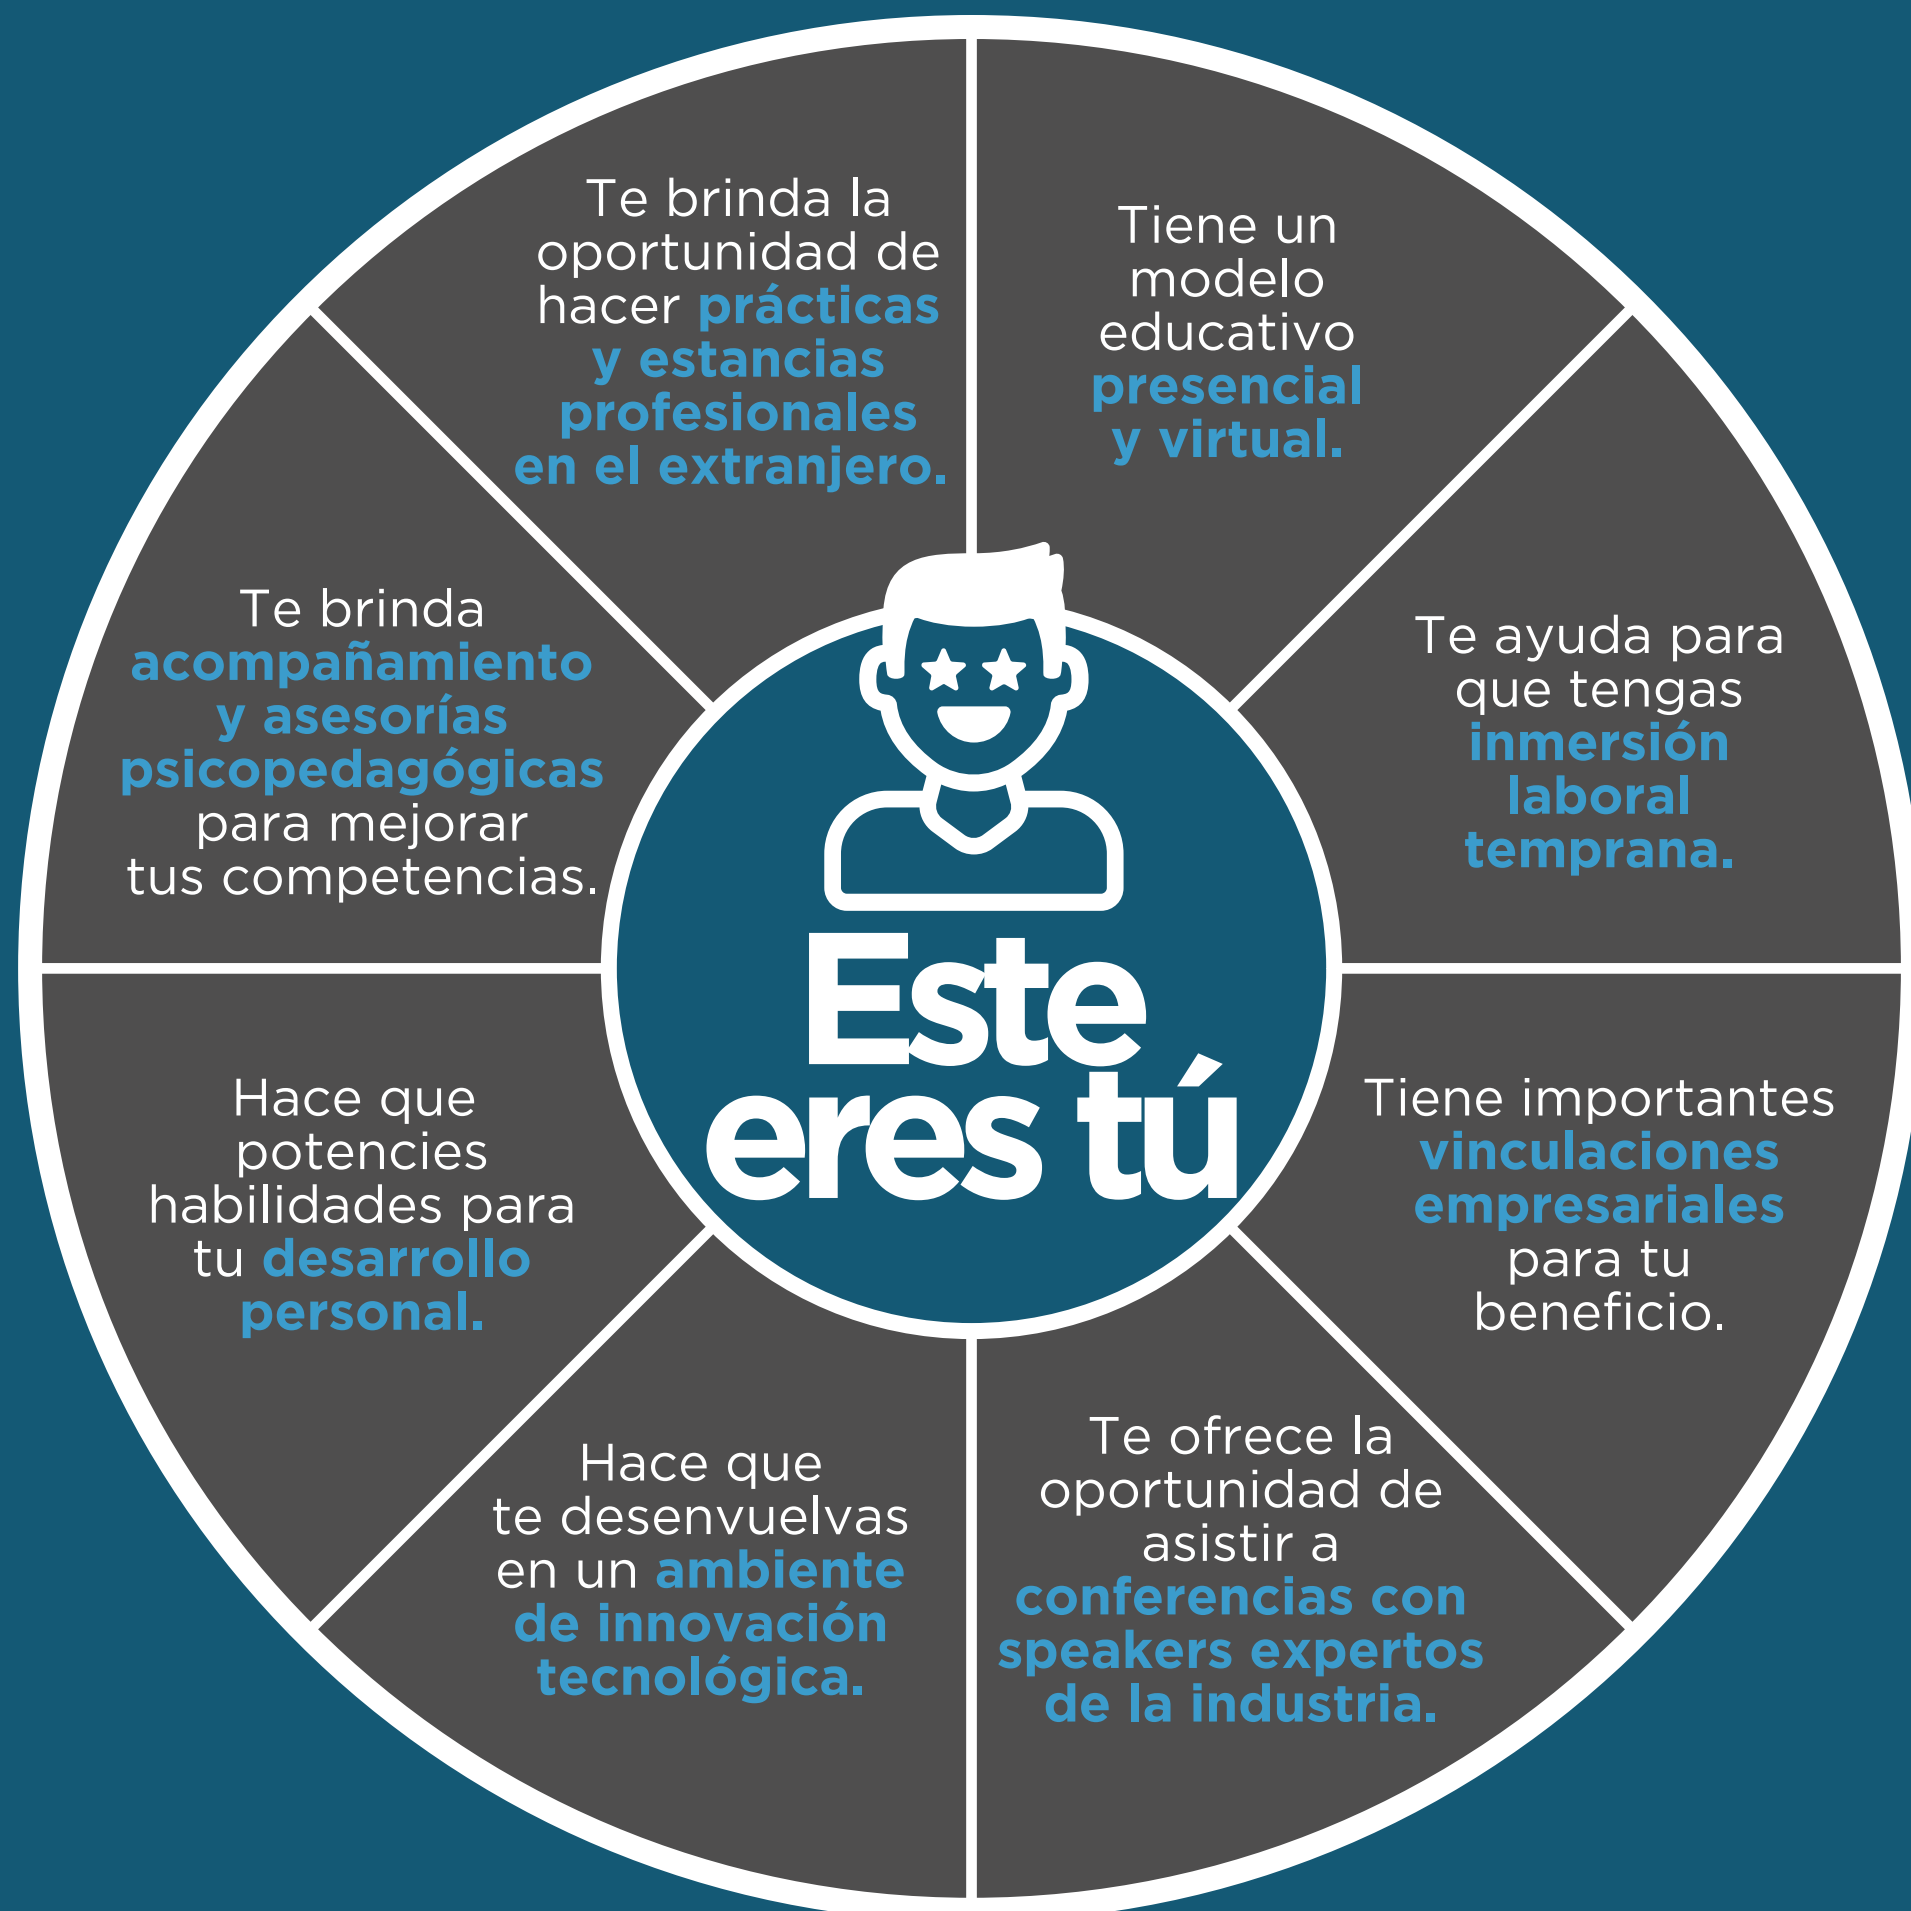 Te brinda la
oportunidad de
hacer prácticas
y estancias
profesionales
en el extranjero.
Tiene un
modelo
educativo
presencial
y virtual.
Te ayuda para
que tengas
inmersión
laboral
temprana.
Tiene importantes
vinculaciones
empresariales
para tu
beneficio.
Te ofrece la
oportunidad de
asistir a
conferencias con
speakers expertos
de la industria.
Hace que
te desenvuelvas
en un ambiente
de innovación
tecnológica.
Hace que
potencies
habilidades para
tu desarrollo
personal.
Te brinda
acompañamiento
y asesorías
psicopedagógicas
para mejorar
tus competencias.
Este
eres tú